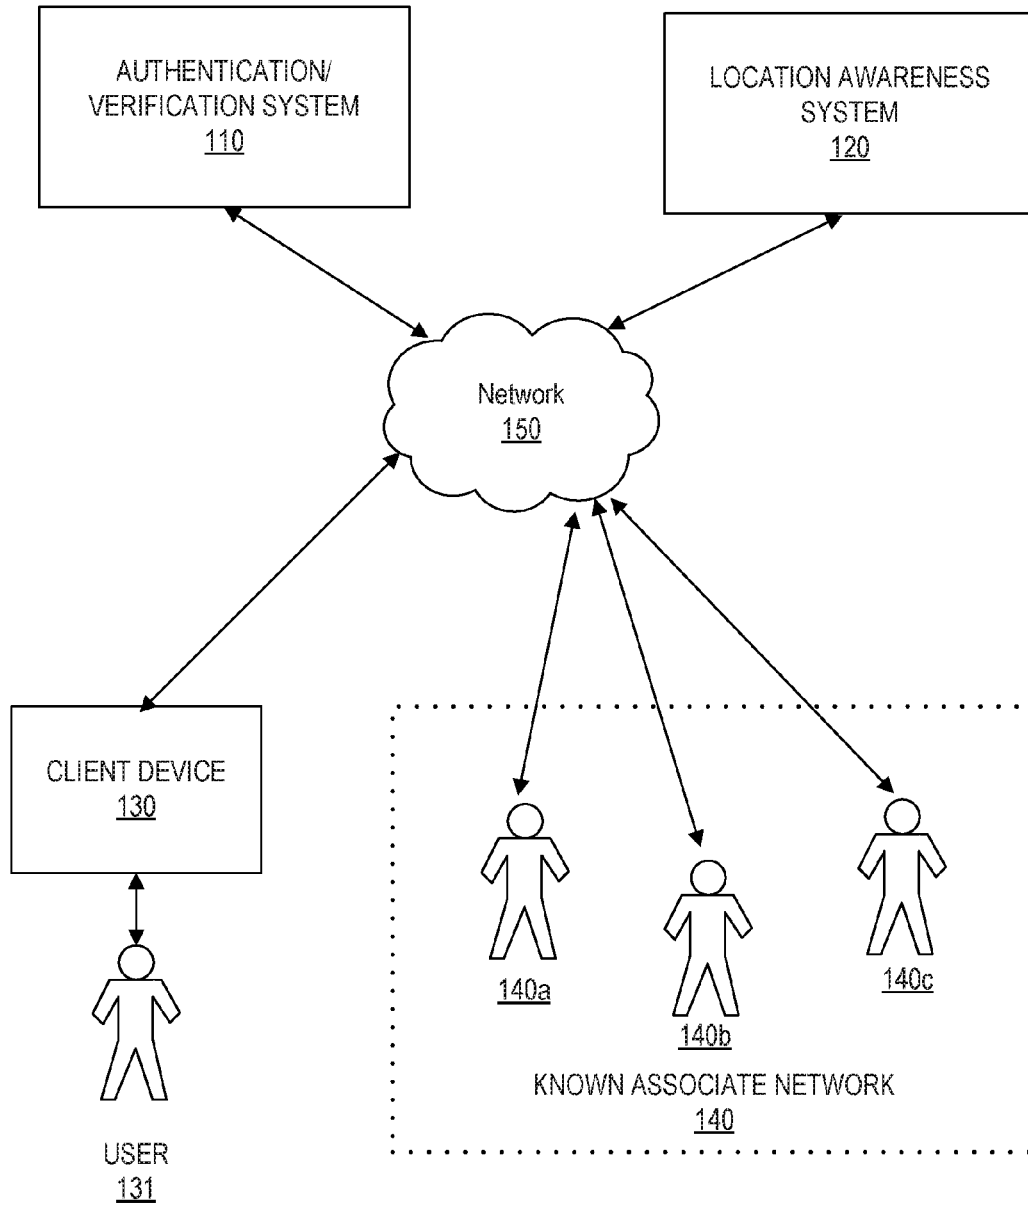 AUTHENTICATION/
VERIFICATION SYSTEM
110
LOCATION AWARENESS
SYSTEM
120
Network
150
CLIENT DEVICE
130
140a
140b
140c
KNOWN ASSOCIATE NETWORK
140
USER
131